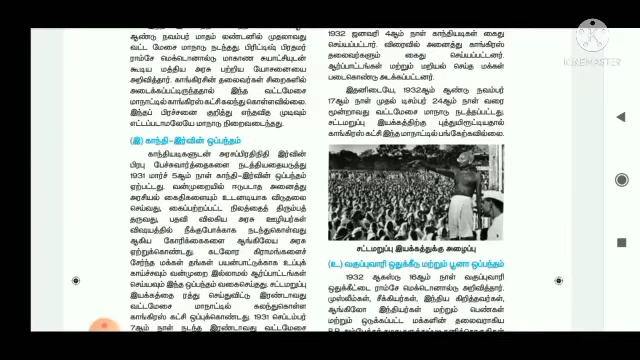 ஆண்டு நவம்பர் மாதம் லண்டனில் முதலாவது
வட்ட மேசை மாநாடு நடந்தது. பிரிட்டிஷ் பிரதமர்
ராம்சே மெக்டொனால்டு மாகாண சுயாட்சியுடன்
கூடிய மத்திய அரசு பற்றிய யோசனையை
அறிவித்தார். காங்கிரசின் தலைவர்கள் சிறைகளில்
அடைக்கப்பட்டிருந்ததால் இந்த வட்டமேசை
மாநாட்டில் காங்கிரஸ் கட்சி கலந்து கொள்ளவில்லை.
இந்தப் பிரச்சனை குறித்து எவ்வித முடிவும்
எட்டப்படாமலேயே மாநாடு நிறைவடைந்தது.
(இ) காந்தி–இர்வின் ஒப்பந்தம்
காந்தியடிகளுடன் அரசப்பிரதிநிதி இர்வின்
பிரபு பேச்சுவார்த்தைகளை நடத்தியதையடுத்து
1931 மார்ச் 5ஆம் நாள் காந்தி-இர்வின் ஒப்பந்தம்
ஏற்பட்டது. வன்முறையில் ஈடுபடாத அனைத்து
அரசியல் கைதிகளையும் உடனடியாக விடுதலை
செய்வது, கைப்பற்றப்பட்ட நிலத்தைத் திரும்பத்
தருவது, பதவி விலகிய அரசு ஊழியர்கள்
விஷயத்தில் நீக்குபோக்காக நடந்துகொள்வது
ஆகிய கோரிக்கைகளை ஆங்கிலேய அரசு
ஏற்றுக்கொண்டது. கடலோர கிராமங்களைச்
சேர்ந்த மக்கள் தங்கள் பயன்பாட்டுக்காக உப்புக்
காய்ச்சவும் வன்முறை இல்லாமல் ஆர்ப்பாட்டங்கள்
செய்யவும் இந்த ஒப்பந்தம் வகைசெய்தது. சட்டமறுப்பு
இயக்கத்தை ரத்து செய்துவிட்டு இரண்டாவது
வட்டமேசை மாநாட்டில் கலந்துகொள்ள
காங்கிரஸ் கட்சி ஒப்புக்கொண்டது. 1931 செப்டம்பர்
7ஆம் நாள் நடந்த இரண்டாவது வட்டமேசை
1932 ஜனவரி 4ஆம் நாள் காந்தியடிகள் கைது
செய்யப்பட்டார். விரைவில் அனைத்து காங்கிரஸ்
தலைவர்களும் கைது செய்யப்பட்டனர்.
ஆர்ப்பாட்டங்கள் மற்றும் மறியல் செய்த மக்கள்
படைகொண்டு அடக்கப்பட்டனர்.
இதனிடையே, 1932ஆம் ஆண்டு நவம்பர்
17ஆம் நாள் முதல் டிசம்பர் 24ஆம் நாள் வரை
மூன்றாவது வட்டமேசை மாநாடு நடத்தப்பட்டது.
சட்டமறுப்பு இயக்கத்திற்கு புத்துயிரூட்டியதால்
காங்கிரஸ் கட்சி இந்த மாநாட்டில் பங்கேற்கவில்லை.
சட்டமறுப்பு இயக்கத்துக்கு அழைப்பு
(உ) வகுப்புவாரி ஒதுக்கீடு மற்றும் பூனா ஒப்பந்தம்
1932 ஆகஸ்டு 16ஆம் நாள் வகுப்புவாரி
ஒதுக்கீட்டை ராம்சே மெக்டொனால்டு அறிவித்தார்.
முஸ்லீம்கள், சீக்கியர்கள், இந்திய கிறித்தவர்கள்,
ஆங்கிலோ இந்தியர்கள் மற்றும் பெண்கள்
மற்றும் ஒடுக்கப்பட்ட மக்களின் தலைவராகிய
KINEMASTER